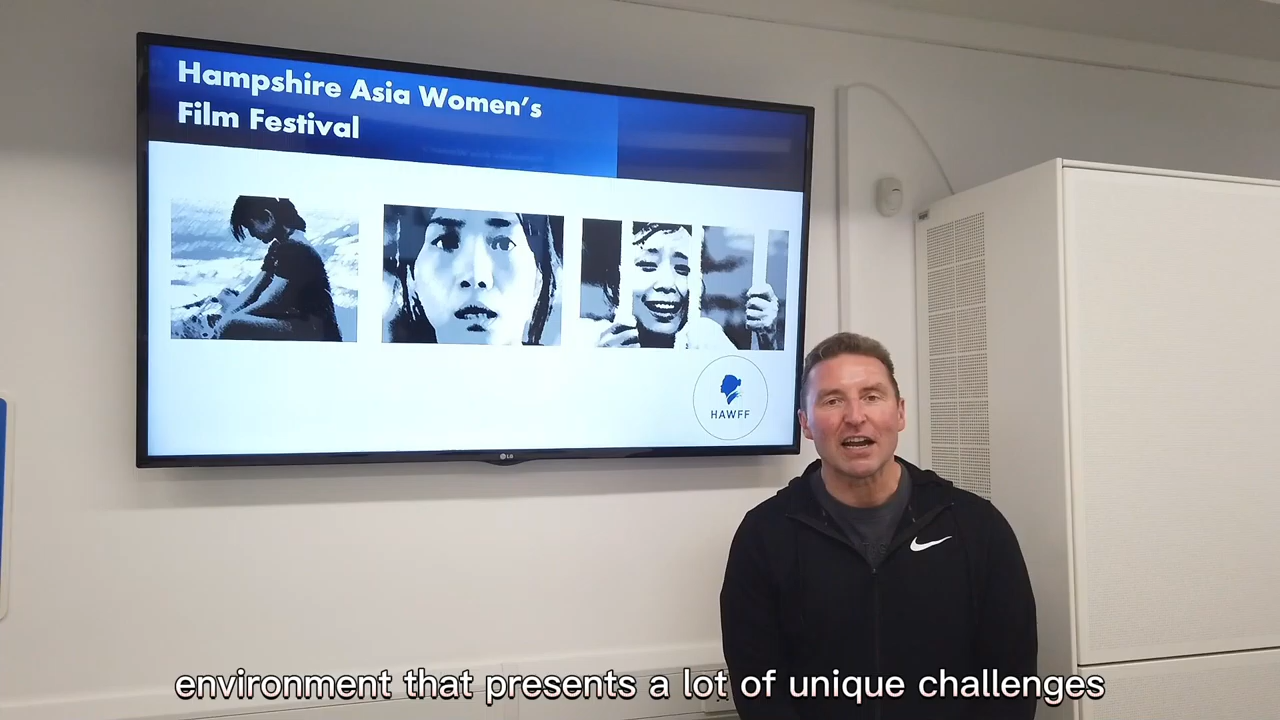 Hampshire Asia Women's
Film Festival
HAWFF
LG
environment that presents a lot of unique challenges